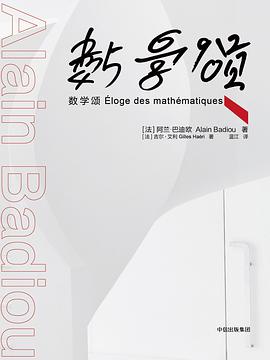 Alain Badiou
数学颂
数学颂 Éloge des mathématiques
[法] 阿兰·巴迪欧 Alain Badiou 著
[法] 吉尔·艾利 Gilles Haéri 著 蓝江 译
中信出版集团